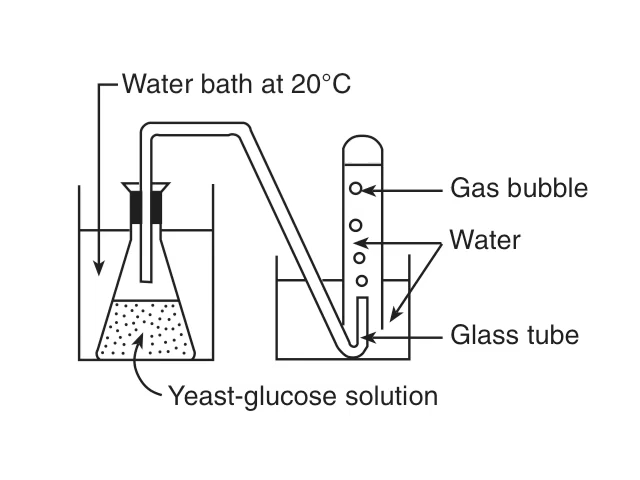 Water bath at 20°C
Gas bubble
Water
Glass tube
Yeast-glucose solution